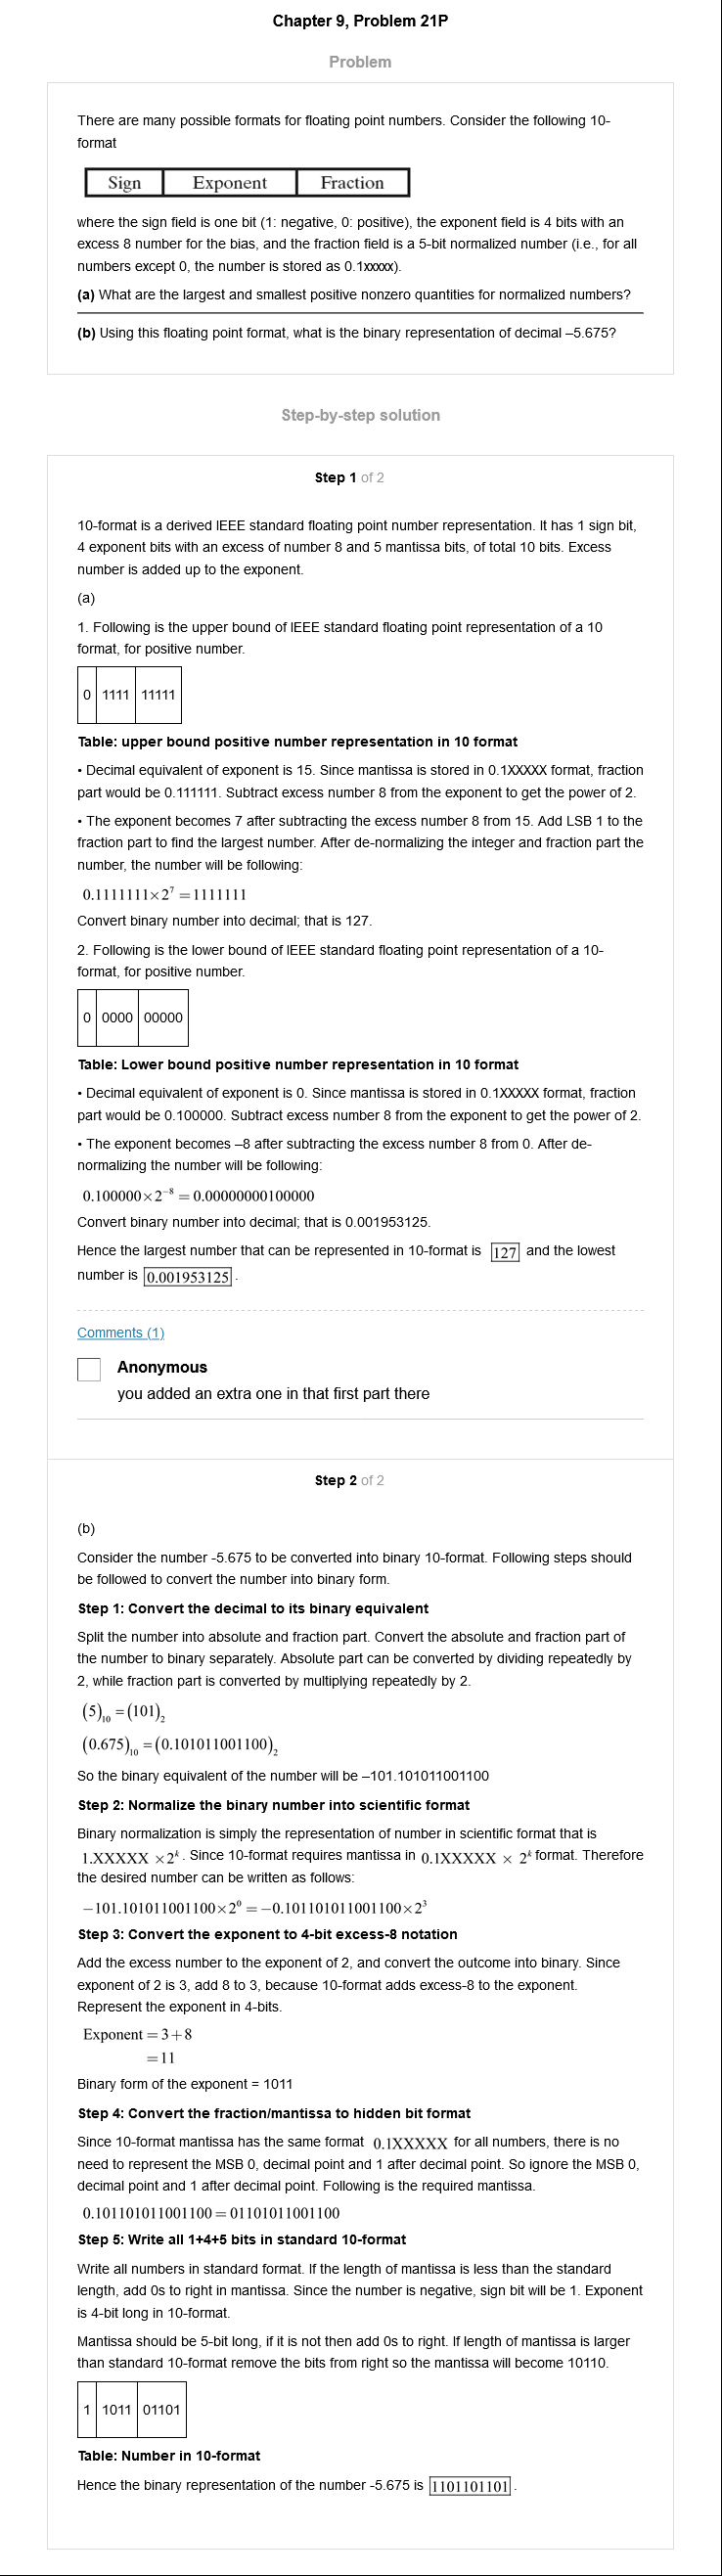 Chapter 9, Problem 21P
Problem
There are many possible formats for floating point numbers. Consider the following 10-
format
Sign Exponent Fraction
where the sign field is one bit (1: negative, 0: positive), the exponent field is 4 bits with an
excess 8 number for the bias, and the fraction field is a 5-bit normalized number (i.e., for all
numbers except 0, the number is stored as 0.1xxxxx).
(a) What are the largest and smallest positive nonzero quantities for normalized numbers?
(b) Using this floating point format, what is the binary representation of decimal –5.675?
Step-by-step solution
Step 1 of 2
10-format is a derived IEEE standard floating point number representation. It has 1 sign bit,
4 exponent bits with an excess of number 8 and 5 mantissa bits, of total 10 bits. Excess
number is added up to the exponent.
(a)
1. Following is the upper bound of IEEE standard floating point representation of a 10
format, for positive number.
0 1111 11111
Table: upper bound positive number representation in 10 format
• Decimal equivalent of exponent is 15. Since mantissa is stored in 0.1XXXXX format, fraction
part would be 0.111111. Subtract excess number 8 from the exponent to get the power of 2.
• The exponent becomes 7 after subtracting the excess number 8 from 15. Add LSB 1 to the
fraction part to find the largest number. After de-normalizing the integer and fraction part the
number, the number will be following:
0.1111111×2⁷ =1111111
Convert binary number into decimal; that is 127.
2. Following is the lower bound of IEEE standard floating point representation of a 10-
format, for positive number.
0 0000 00000
Table: Lower bound positive number representation in 10 format
• Decimal equivalent of exponent is 0. Since mantissa is stored in 0.1XXXXX format, fraction
part would be 0.100000. Subtract excess number 8 from the exponent to get the power of 2.
• The exponent becomes –8 after subtracting the excess number 8 from 0. After de-
normalizing the number will be following:
0.100000×2⁻⁸ = 0.00000000100000
Convert binary number into decimal; that is 0.001953125.
Hence the largest number that can be represented in 10-format is 127 and the lowest
number is 0.001953125.
Comments (1)
Anonymous
you added an extra one in that first part there
Step 2 of 2
(b)
Consider the number -5.675 to be converted into binary 10-format. Following steps should
be followed to convert the number into binary form.
Step 1: Convert the decimal to its binary equivalent
Split the number into absolute and fraction part. Convert the absolute and fraction part of
the number to binary separately. Absolute part can be converted by dividing repeatedly by
2, while fraction part is converted by multiplying repeatedly by 2.
(5)₁₀ = (101)₂
(0.675)₁₀ = (0.101011001100)₂
So the binary equivalent of the number will be –101.101011001100
Step 2: Normalize the binary number into scientific format
Binary normalization is simply the representation of number in scientific format that is
1.XXXXX ×2ᵏ. Since 10-format requires mantissa in 0.1XXXXX × 2ᵏ format. Therefore
the desired number can be written as follows:
−101.101011001100×2⁰ = −0.101101011001100×2³
Step 3: Convert the exponent to 4-bit excess-8 notation
Add the excess number to the exponent of 2, and convert the outcome into binary. Since
exponent of 2 is 3, add 8 to 3, because 10-format adds excess-8 to the exponent.
Represent the exponent in 4-bits.
Exponent = 3+8
=11
Binary form of the exponent = 1011
Step 4: Convert the fraction/mantissa to hidden bit format
Since 10-format mantissa has the same format 0.1XXXXX for all numbers, there is no
need to represent the MSB 0, decimal point and 1 after decimal point. So ignore the MSB 0,
decimal point and 1 after decimal point. Following is the required mantissa.
0.101101011001100 = 01101011001100
Step 5: Write all 1+4+5 bits in standard 10-format
Write all numbers in standard format. If the length of mantissa is less than the standard
length, add 0s to right in mantissa. Since the number is negative, sign bit will be 1. Exponent
is 4-bit long in 10-format.
Mantissa should be 5-bit long, if it is not then add 0s to right. If length of mantissa is larger
than standard 10-format remove the bits from right so the mantissa will become 10110.
1 1011 01101
Table: Number in 10-format
Hence the binary representation of the number -5.675 is 1101101101.